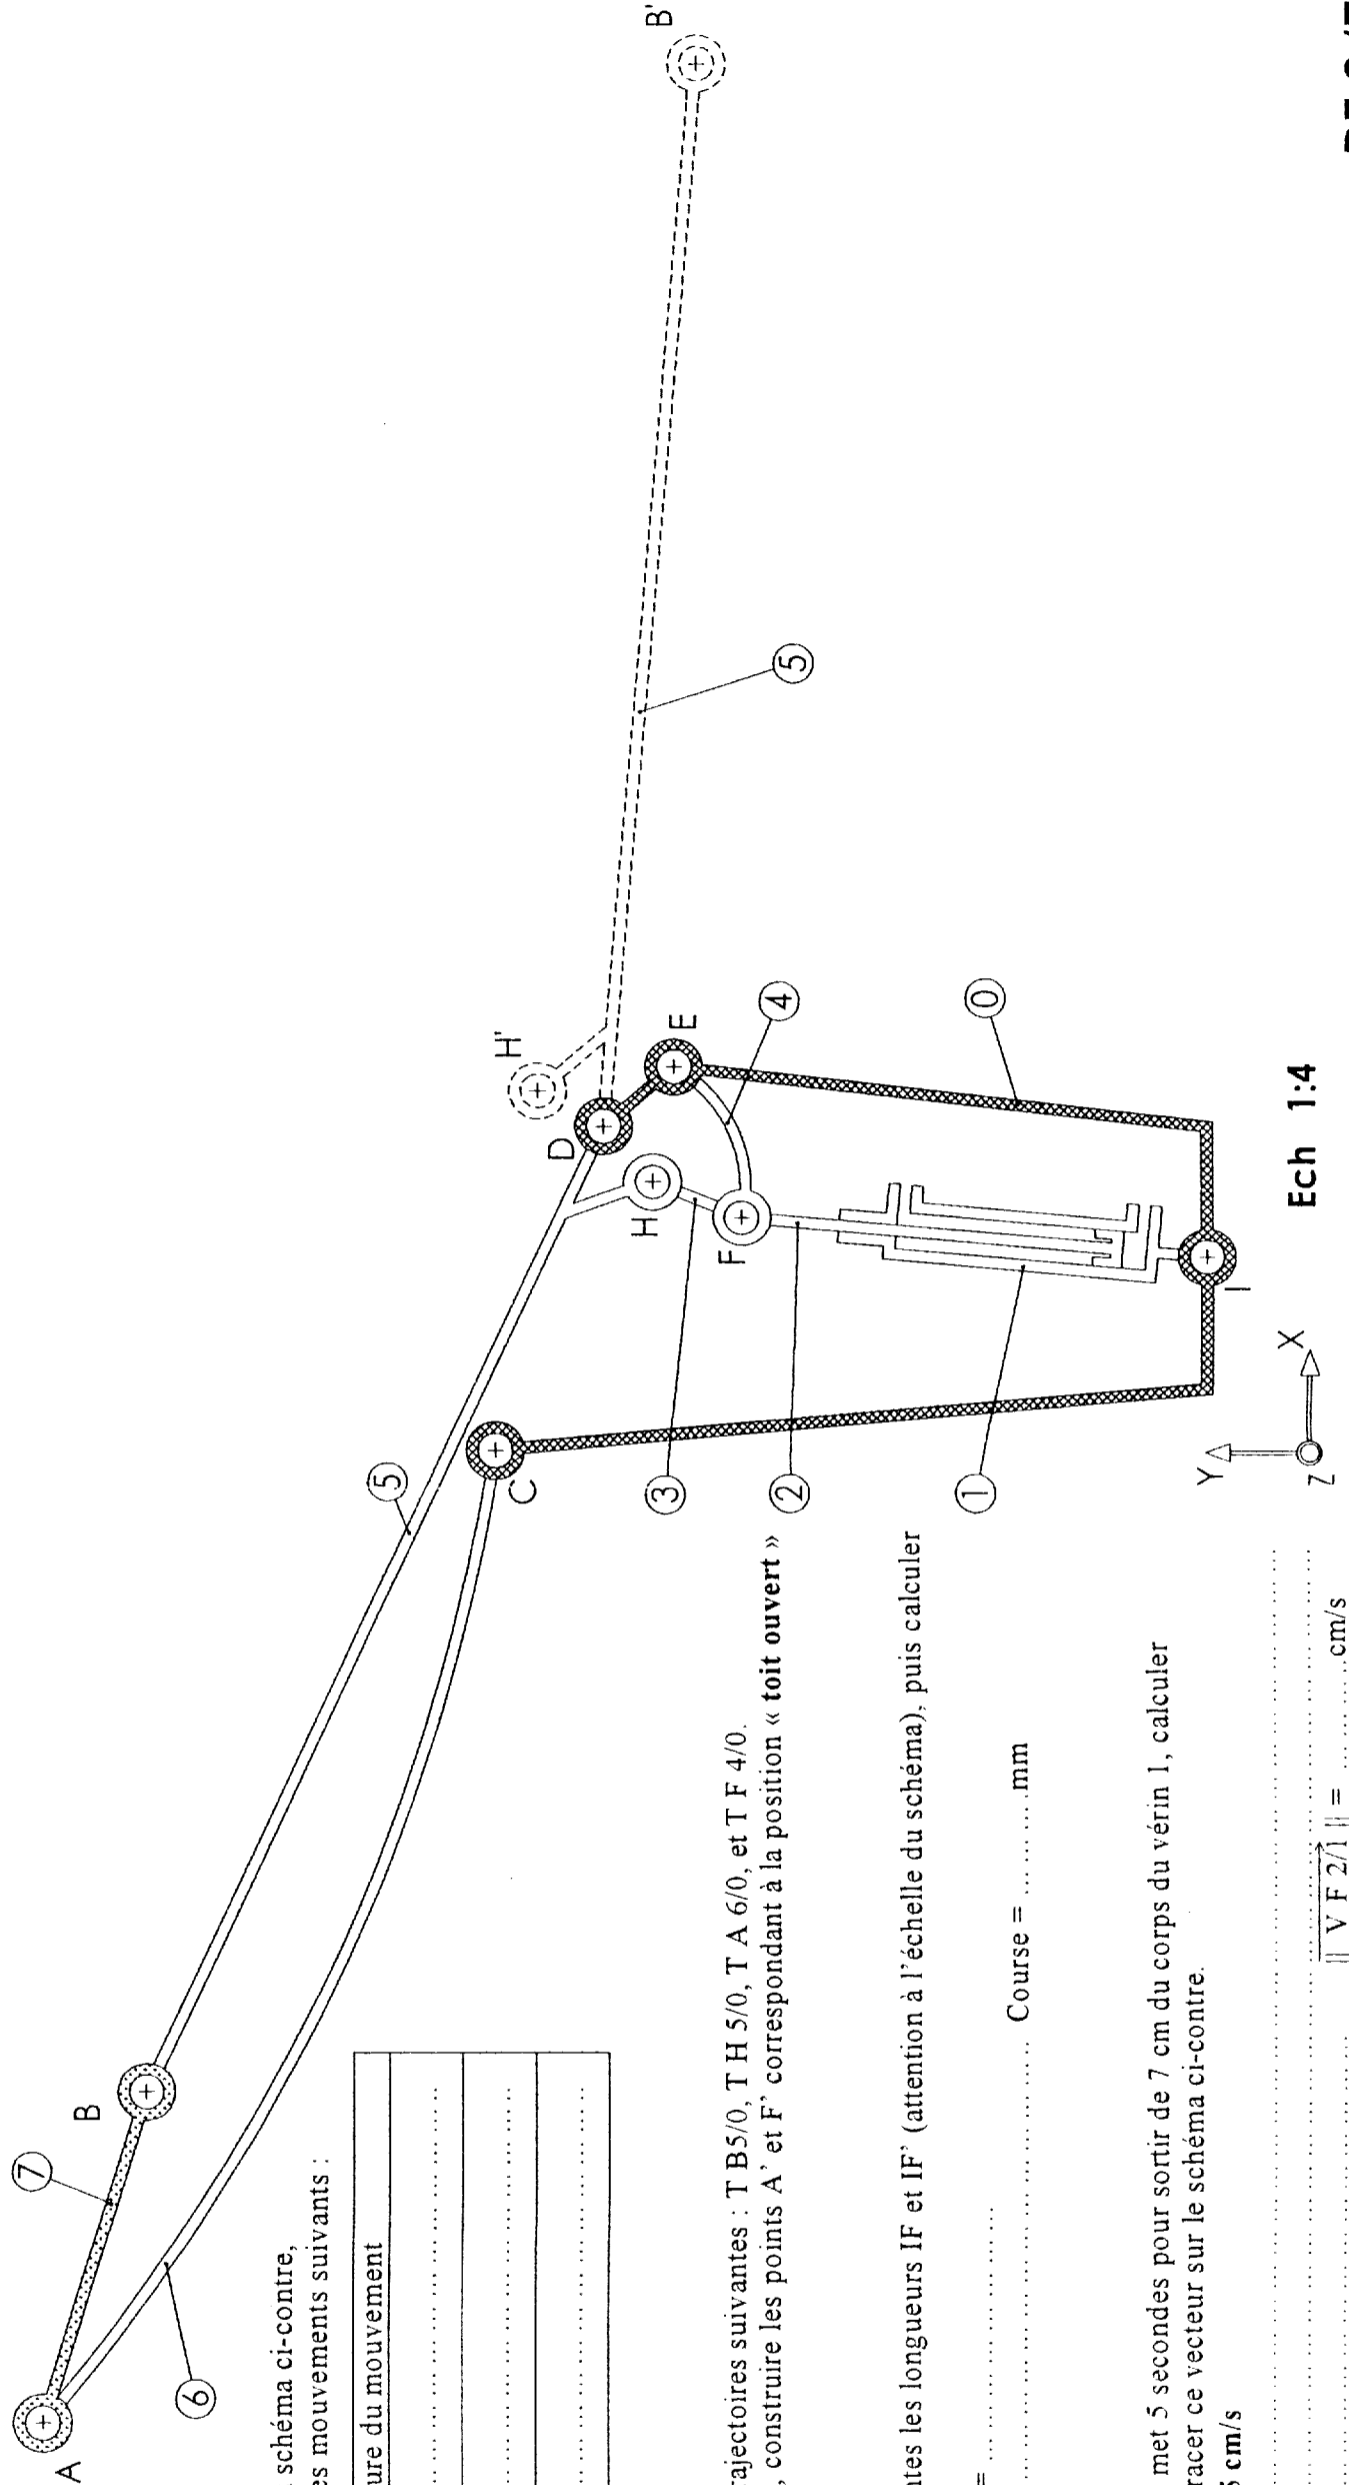 schéma ci-contre,
mouvements suivants :
ure du mouvement
rajectoires suivantes : T B5/0, T H 5/0, T A 6/0, et T F 4/0.
, construire les points A' et F' correspondant à la position « toit ouvert »
les longueurs IF et IF' (attention à l'échelle du schéma), puis calculer
=
Course = .........mm
met 5 secondes pour sortir de 7 cm du corps du vérin 1, calculer
racer ce vecteur sur le schéma ci-contre.
cm/s
|| V F 2/1 || = ..........cm/s
A
7
B
6
5
C
D
H'
H
E
F
4
3
2
1
0
I
5
B'
Y
X
Z
Ech 1:4